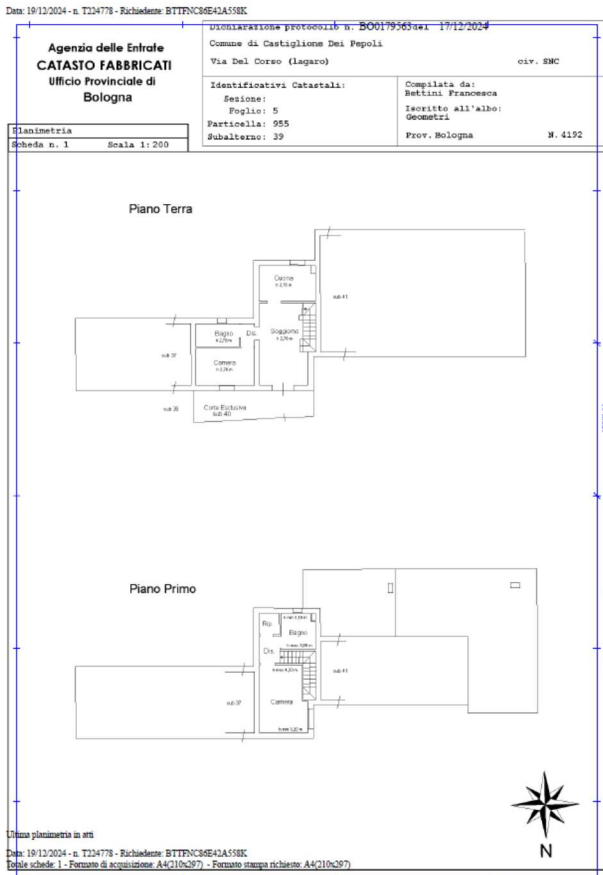 Data: 19/12/2024 - n. T224778 - Richiedente: BTTFNC86E42A558K
Agenzia delle Entrate
CATASTO FABBRICATI
Ufficio Provinciale di
Bologna
Planimetria
Scheda n. 1 Scala 1:200
Dichiarazione protocollo n. BO0179563del 17/12/2024
Comune di Castiglione Dei Pepoli
Via Del Corso (lagaro) civ. SNC
Identificativi Catastali:
Sezione:
Foglio: 5
Particella: 955
Subalterno: 39
Compilata da:
Bettini Francesca
Iscritto all'albo:
Geometri
Prov. Bologna N. 4192
Piano Terra
Cucina
sub 41
Bagno
Dis.
Soggiorno
sub 37
Camera
Corte Esclusiva
sub 40
Piano Primo
Rip.
Bagno
Dis.
sub 41
sub 37
Camera
N
Ultima planimetria in atti
Data: 19/12/2024 - n. T224778 - Richiedente: BTTFNC86E42A558K
Totale schede: 1 - Formato di acquisizione: A4(210x297) - Formato stampa richiesto: A4(210x297)